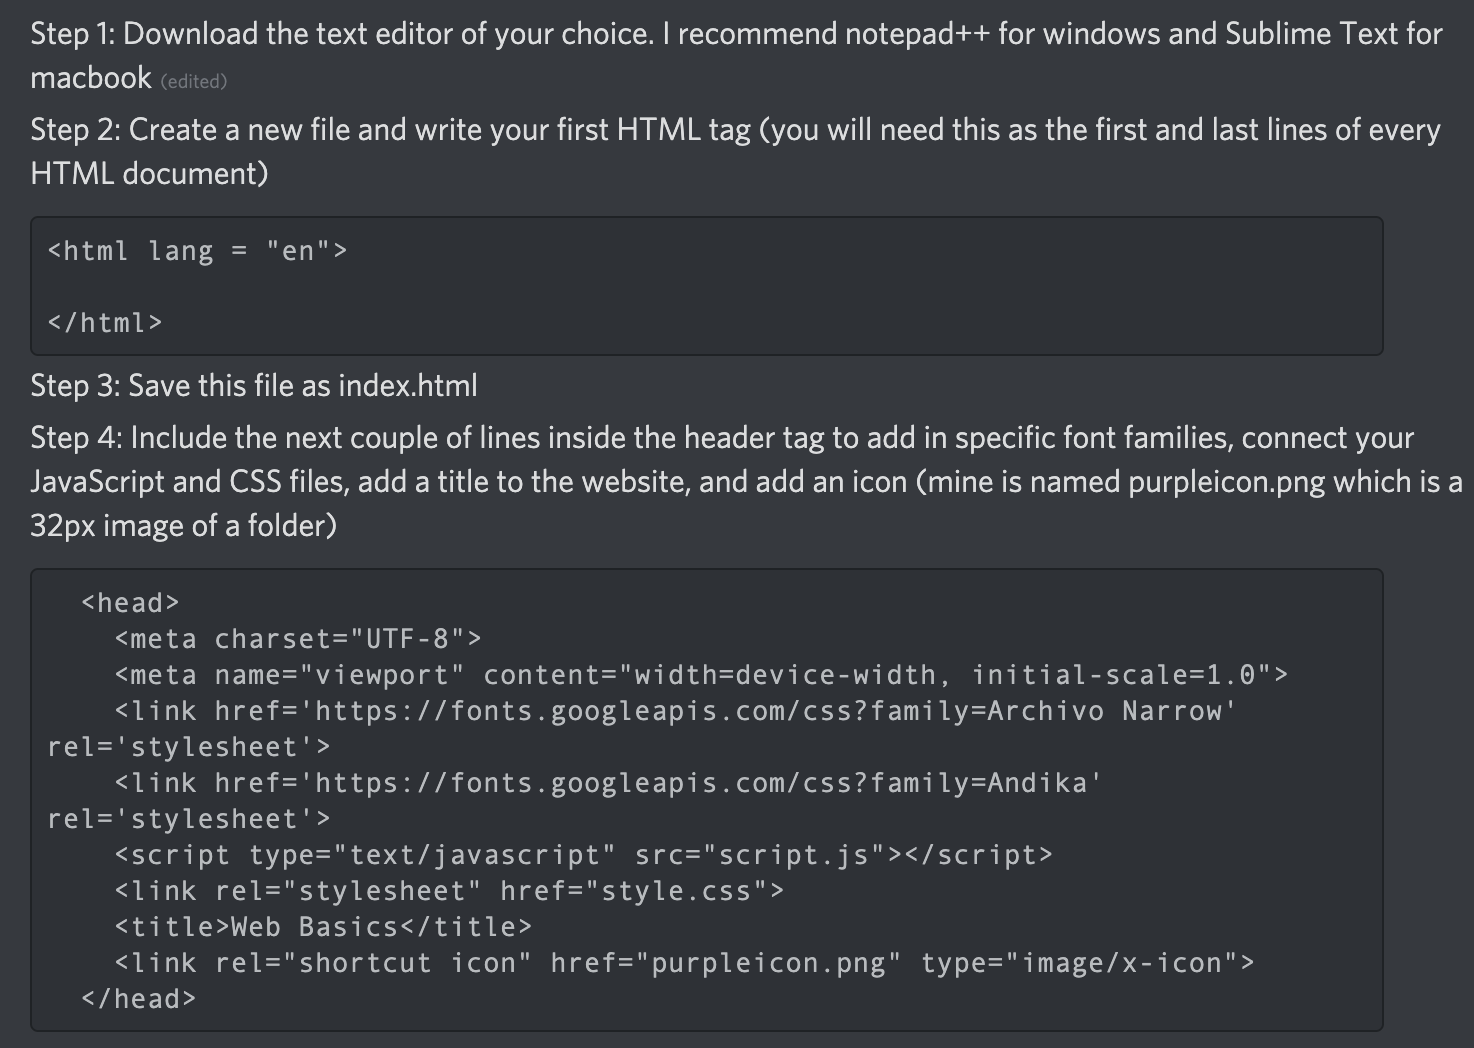 Step 1: Download the text editor of your choice. I recommend notepad++ for windows and Sublime Text for
macbook (edited)
Step 2: Create a new file and write your first HTML tag (you will need this as the first and last lines of every
HTML document)
<html lang = "en">
</html>
Step 3: Save this file as index.html
Step 4: Include the next couple of lines inside the header tag to add in specific font families, connect your
JavaScript and CSS files, add a title to the website, and add an icon (mine is named purpleicon.png which is a
32px image of a folder)
<head>
<meta charset="UTF-8">
<meta name="viewport" content="width=device-width, initial-scale=1.0">
<link href='https://fonts.googleapis.com/css?family=Archivo Narrow'
rel='stylesheet'>
<link href='https://fonts.googleapis.com/css?family=Andika'
rel='stylesheet'>
<script type="text/javascript" src="script.js"></script>
<link rel="stylesheet" href="style.css">
<title>Web Basics</title>
<link rel="shortcut icon" href="purpleicon.png" type="image/x-icon">
</head>